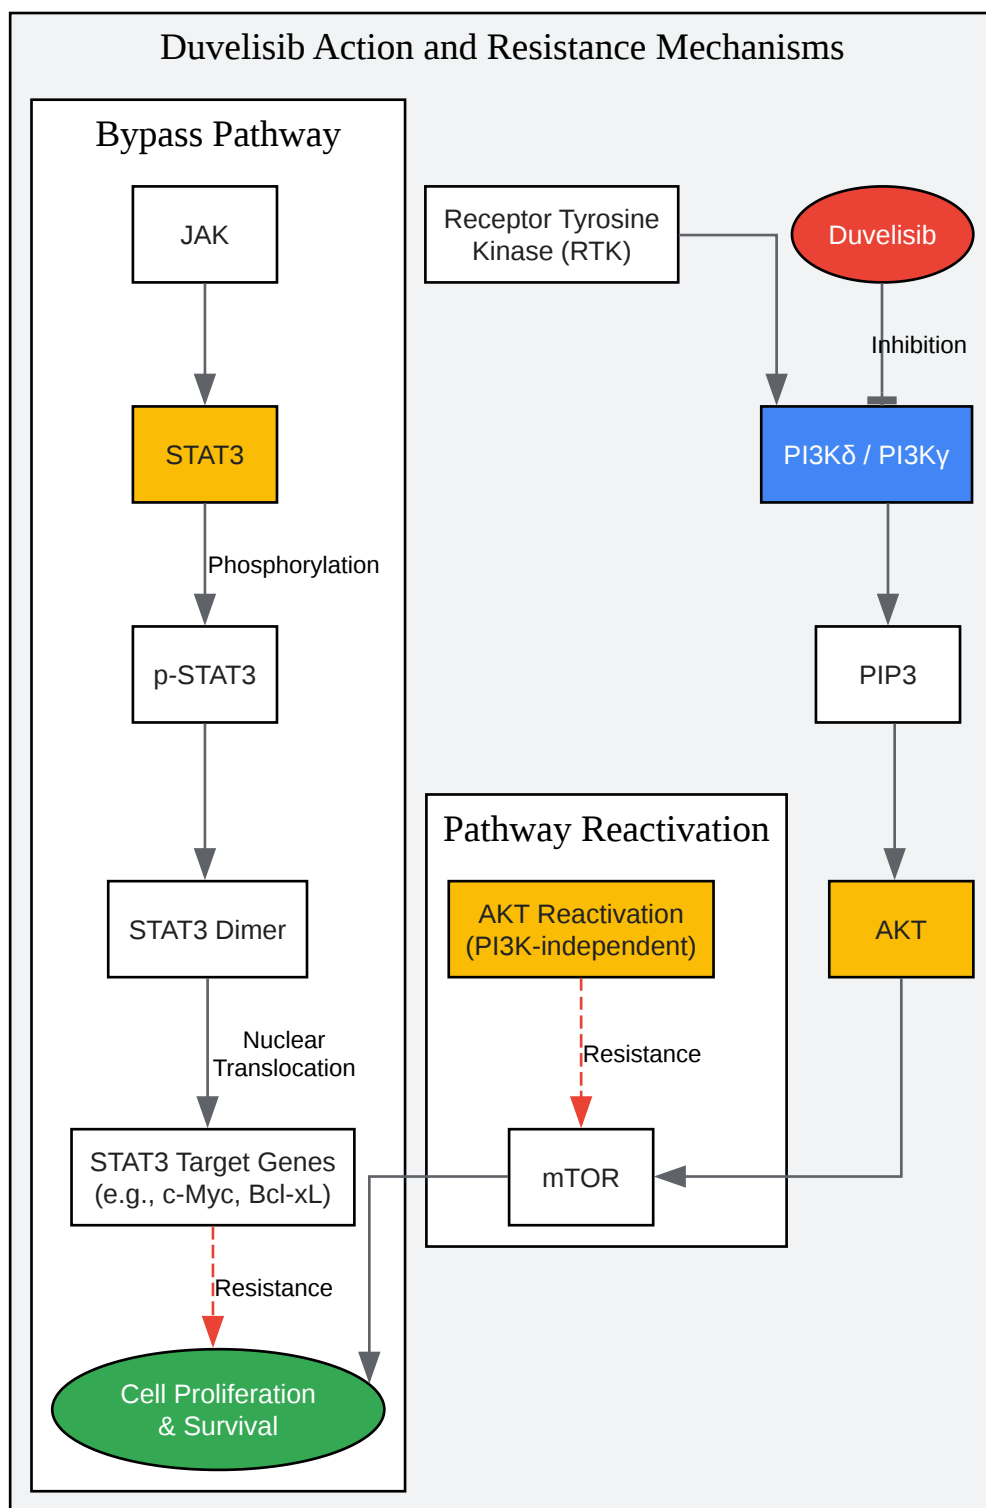 Duvelisib Action and Resistance Mechanisms
Bypass Pathway
JAK
STAT3
Phosphorylation
p-STAT3
STAT3 Dimer
Nuclear
Translocation
STAT3 Target Genes
(e.g., c-Myc, Bcl-xL)
Resistance
Cell Proliferation
& Survival
Receptor Tyrosine
Kinase (RTK)
Duvelisib
Inhibition
PI3Kδ / PI3Kγ
PIP3
AKT
Pathway Reactivation
AKT Reactivation
(PI3K-independent)
Resistance
mTOR